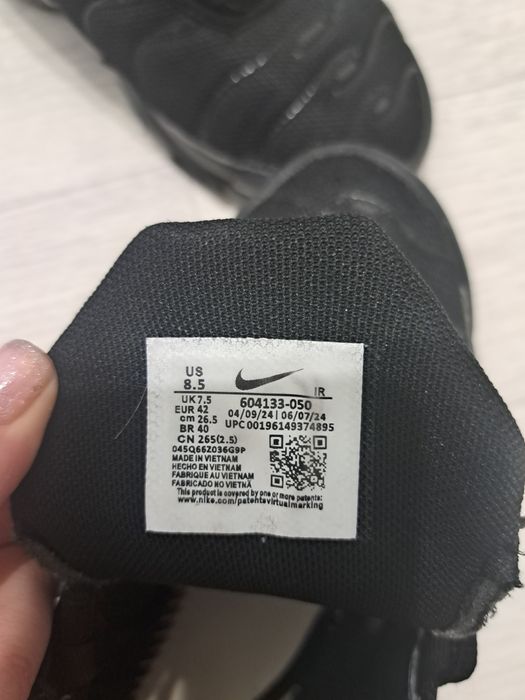 US
8.5
IR
UK 7.5
EUR 42
cm 26.5
BR 40
CN 265(2.5)
604133-050
04/09/24 | 06/07/24
UPC 00196149374895
045Q66Z036G9P
MADE IN VIETNAM
HECHO EN VIETNAM
FABRIQUE AU VIETNAM
FABRICADO NO VIETNÃ
This product is covered by one or more patents:
www.nike.com/patentsvirtualmarking